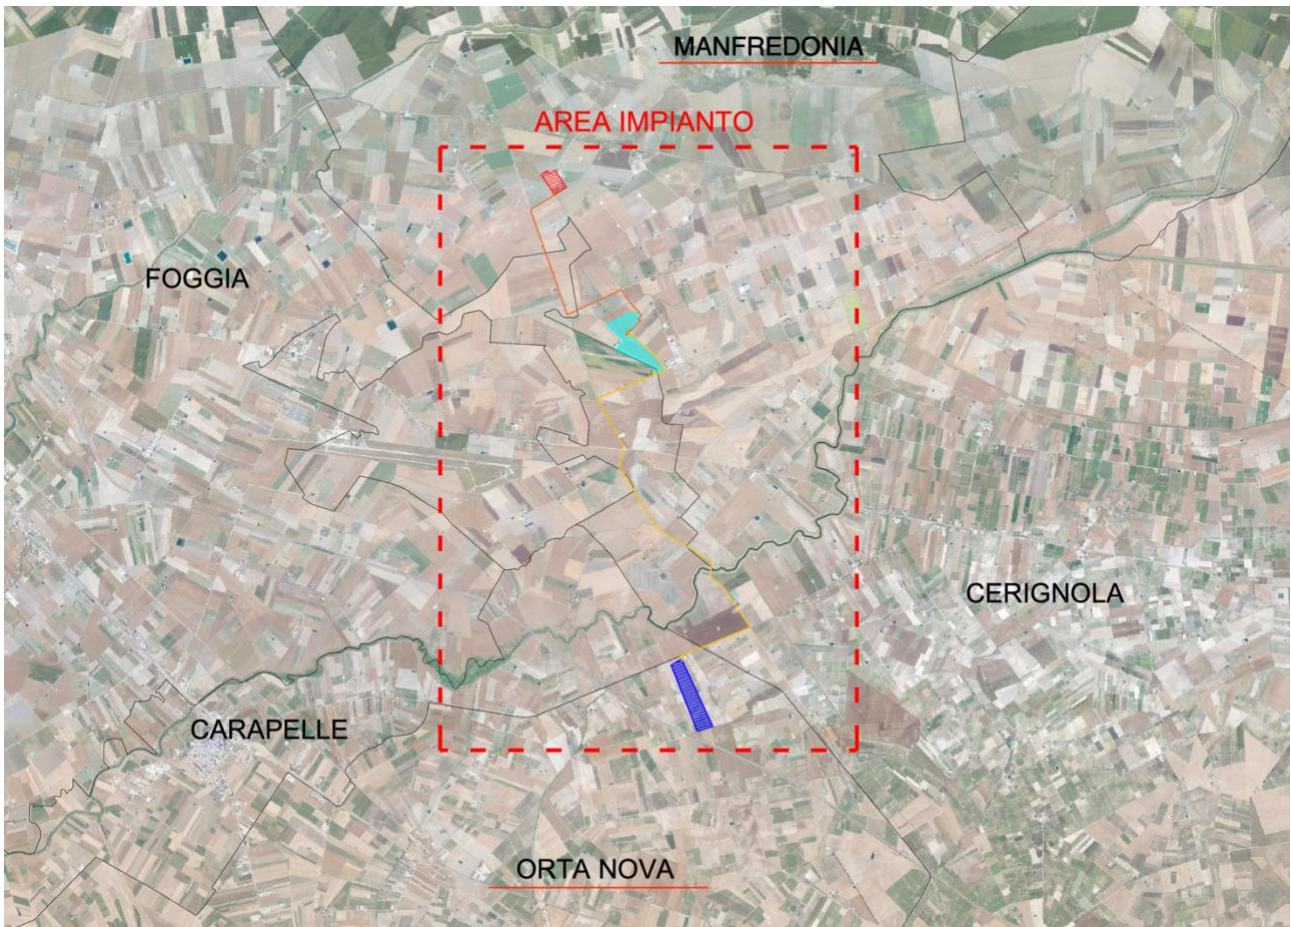 MANFREDONIA
AREA IMPIANTO
FOGGIA
CERIGNOLA
CARAPELLE
ORTA NOVA